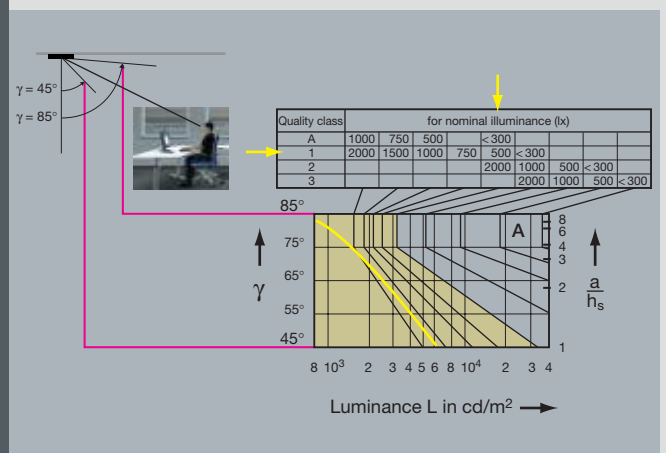 γ = 45°
γ = 85°
Quality class for nominal illuminance (lx)
A 1000 750 500 <300
1 2000 1500 1000 750 500 <300
2 2000 1000 500 <300
3 2000 1000 500 <300
85°
75°
65°
55°
45°
γ
A
8
6
4
3
2
1
a
hs
8 10³ 2 3 4 5 6 8 10⁴ 2 3 4
Luminance L in cd/m²